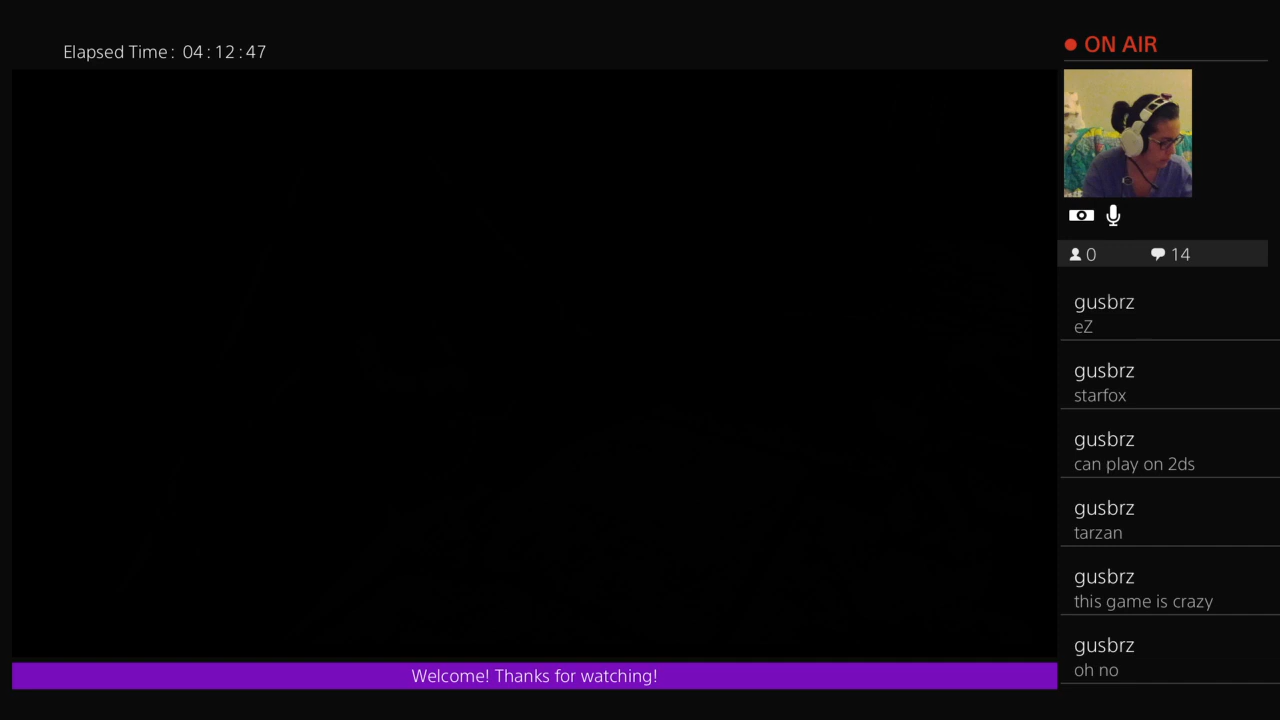 Elapsed Time: 04:12:47
ON AIR
0 14
gusbrz
eZ
gusbrz
starfox
gusbrz
can play on 2ds
gusbrz
tarzan
gusbrz
this game is crazy
gusbrz
oh no
Welcome! Thanks for watching!